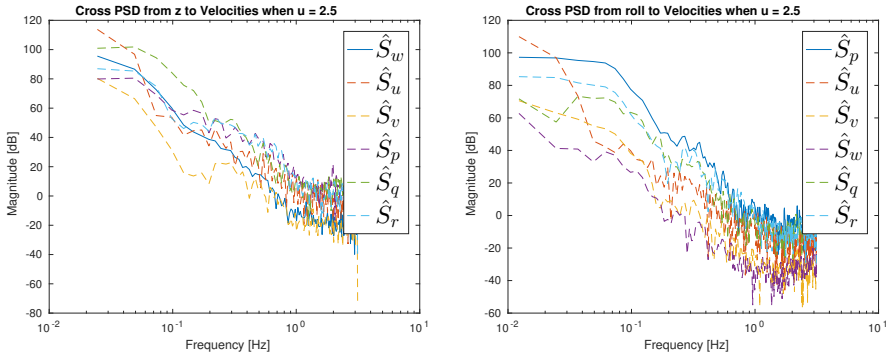 Cross PSD from z to Velocities when u = 2.5
120
100
80
60
40
20
0
-20
-40
-60
-80
Magnitude [dB]
10^-2
10^-1
10^0
10^1
Frequency [Hz]
Ŝ_w
Ŝ_u
Ŝ_v
Ŝ_p
Ŝ_q
Ŝ_r
Cross PSD from roll to Velocities when u = 2.5
120
100
80
60
40
20
0
-20
-40
-60
Magnitude [dB]
10^-2
10^-1
10^0
10^1
Frequency [Hz]
Ŝ_p
Ŝ_u
Ŝ_v
Ŝ_w
Ŝ_q
Ŝ_r